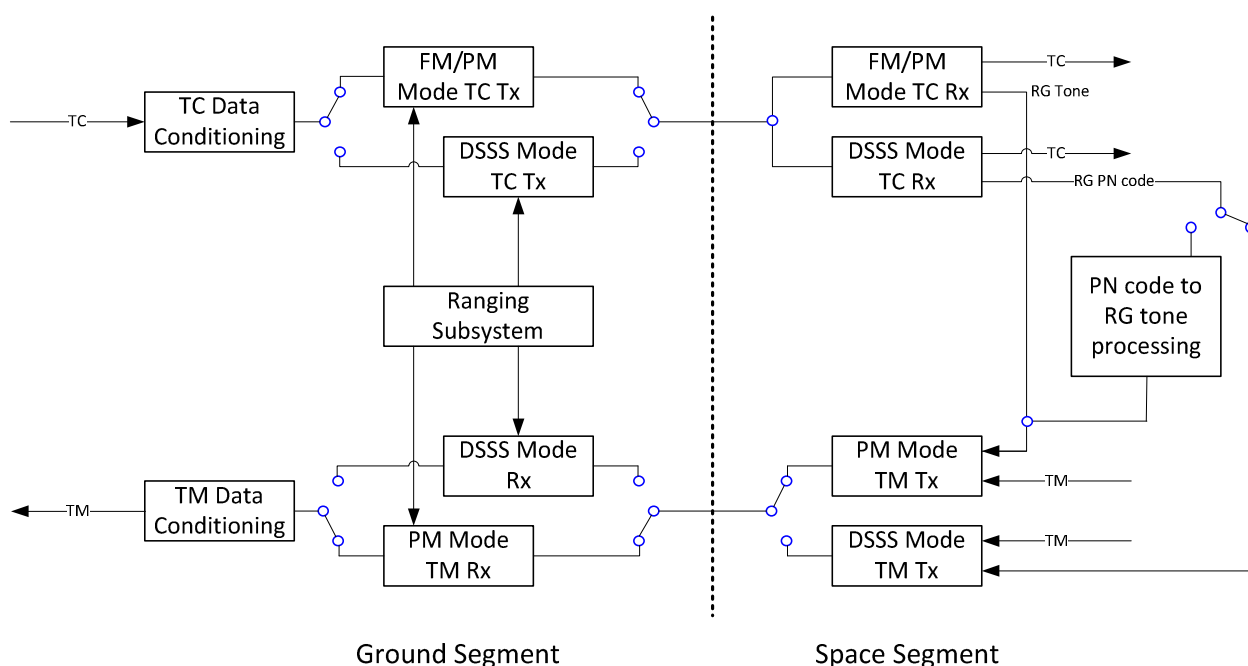 FM/PM
Mode TC Tx
FM/PM
Mode TC Rx
TC
RG Tone
TC
TC Data
Conditioning
DSSS Mode
TC Tx
DSSS Mode
TC Rx
TC
RG PN code
Ranging
Subsystem
PN code to
RG tone
processing
DSSS Mode
Rx
PM Mode
TM Tx
TM
TM
TM Data
Conditioning
PM Mode
TM Rx
DSSS Mode
TM Tx
TM
Ground Segment
Space Segment